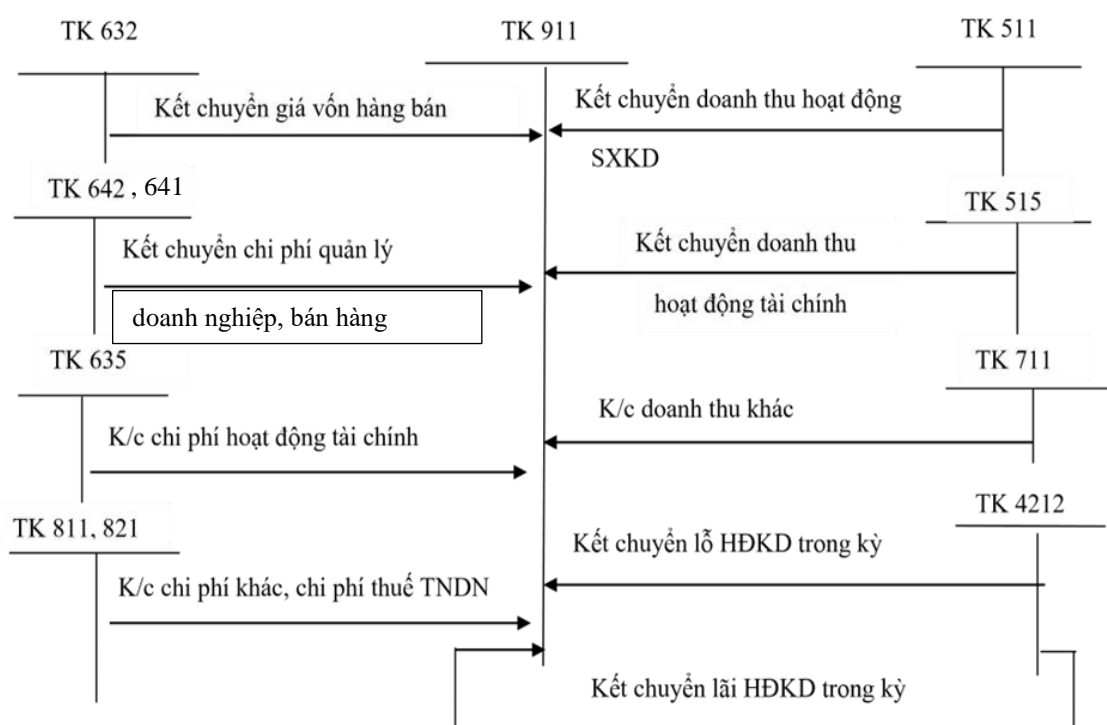 TK 632
TK 911
TK 511
Kết chuyển giá vốn hàng bán
Kết chuyển doanh thu hoạt động
SXKD
TK 642 , 641
TK 515
Kết chuyển chi phí quản lý
doanh nghiệp, bán hàng
Kết chuyển doanh thu
hoạt động tài chính
TK 635
TK 711
K/c chi phí hoạt động tài chính
K/c doanh thu khác
TK 811, 821
TK 4212
Kết chuyển lỗ HĐKD trong kỳ
K/c chi phí khác, chi phí thuế TNDN
Kết chuyển lãi HĐKD trong kỳ